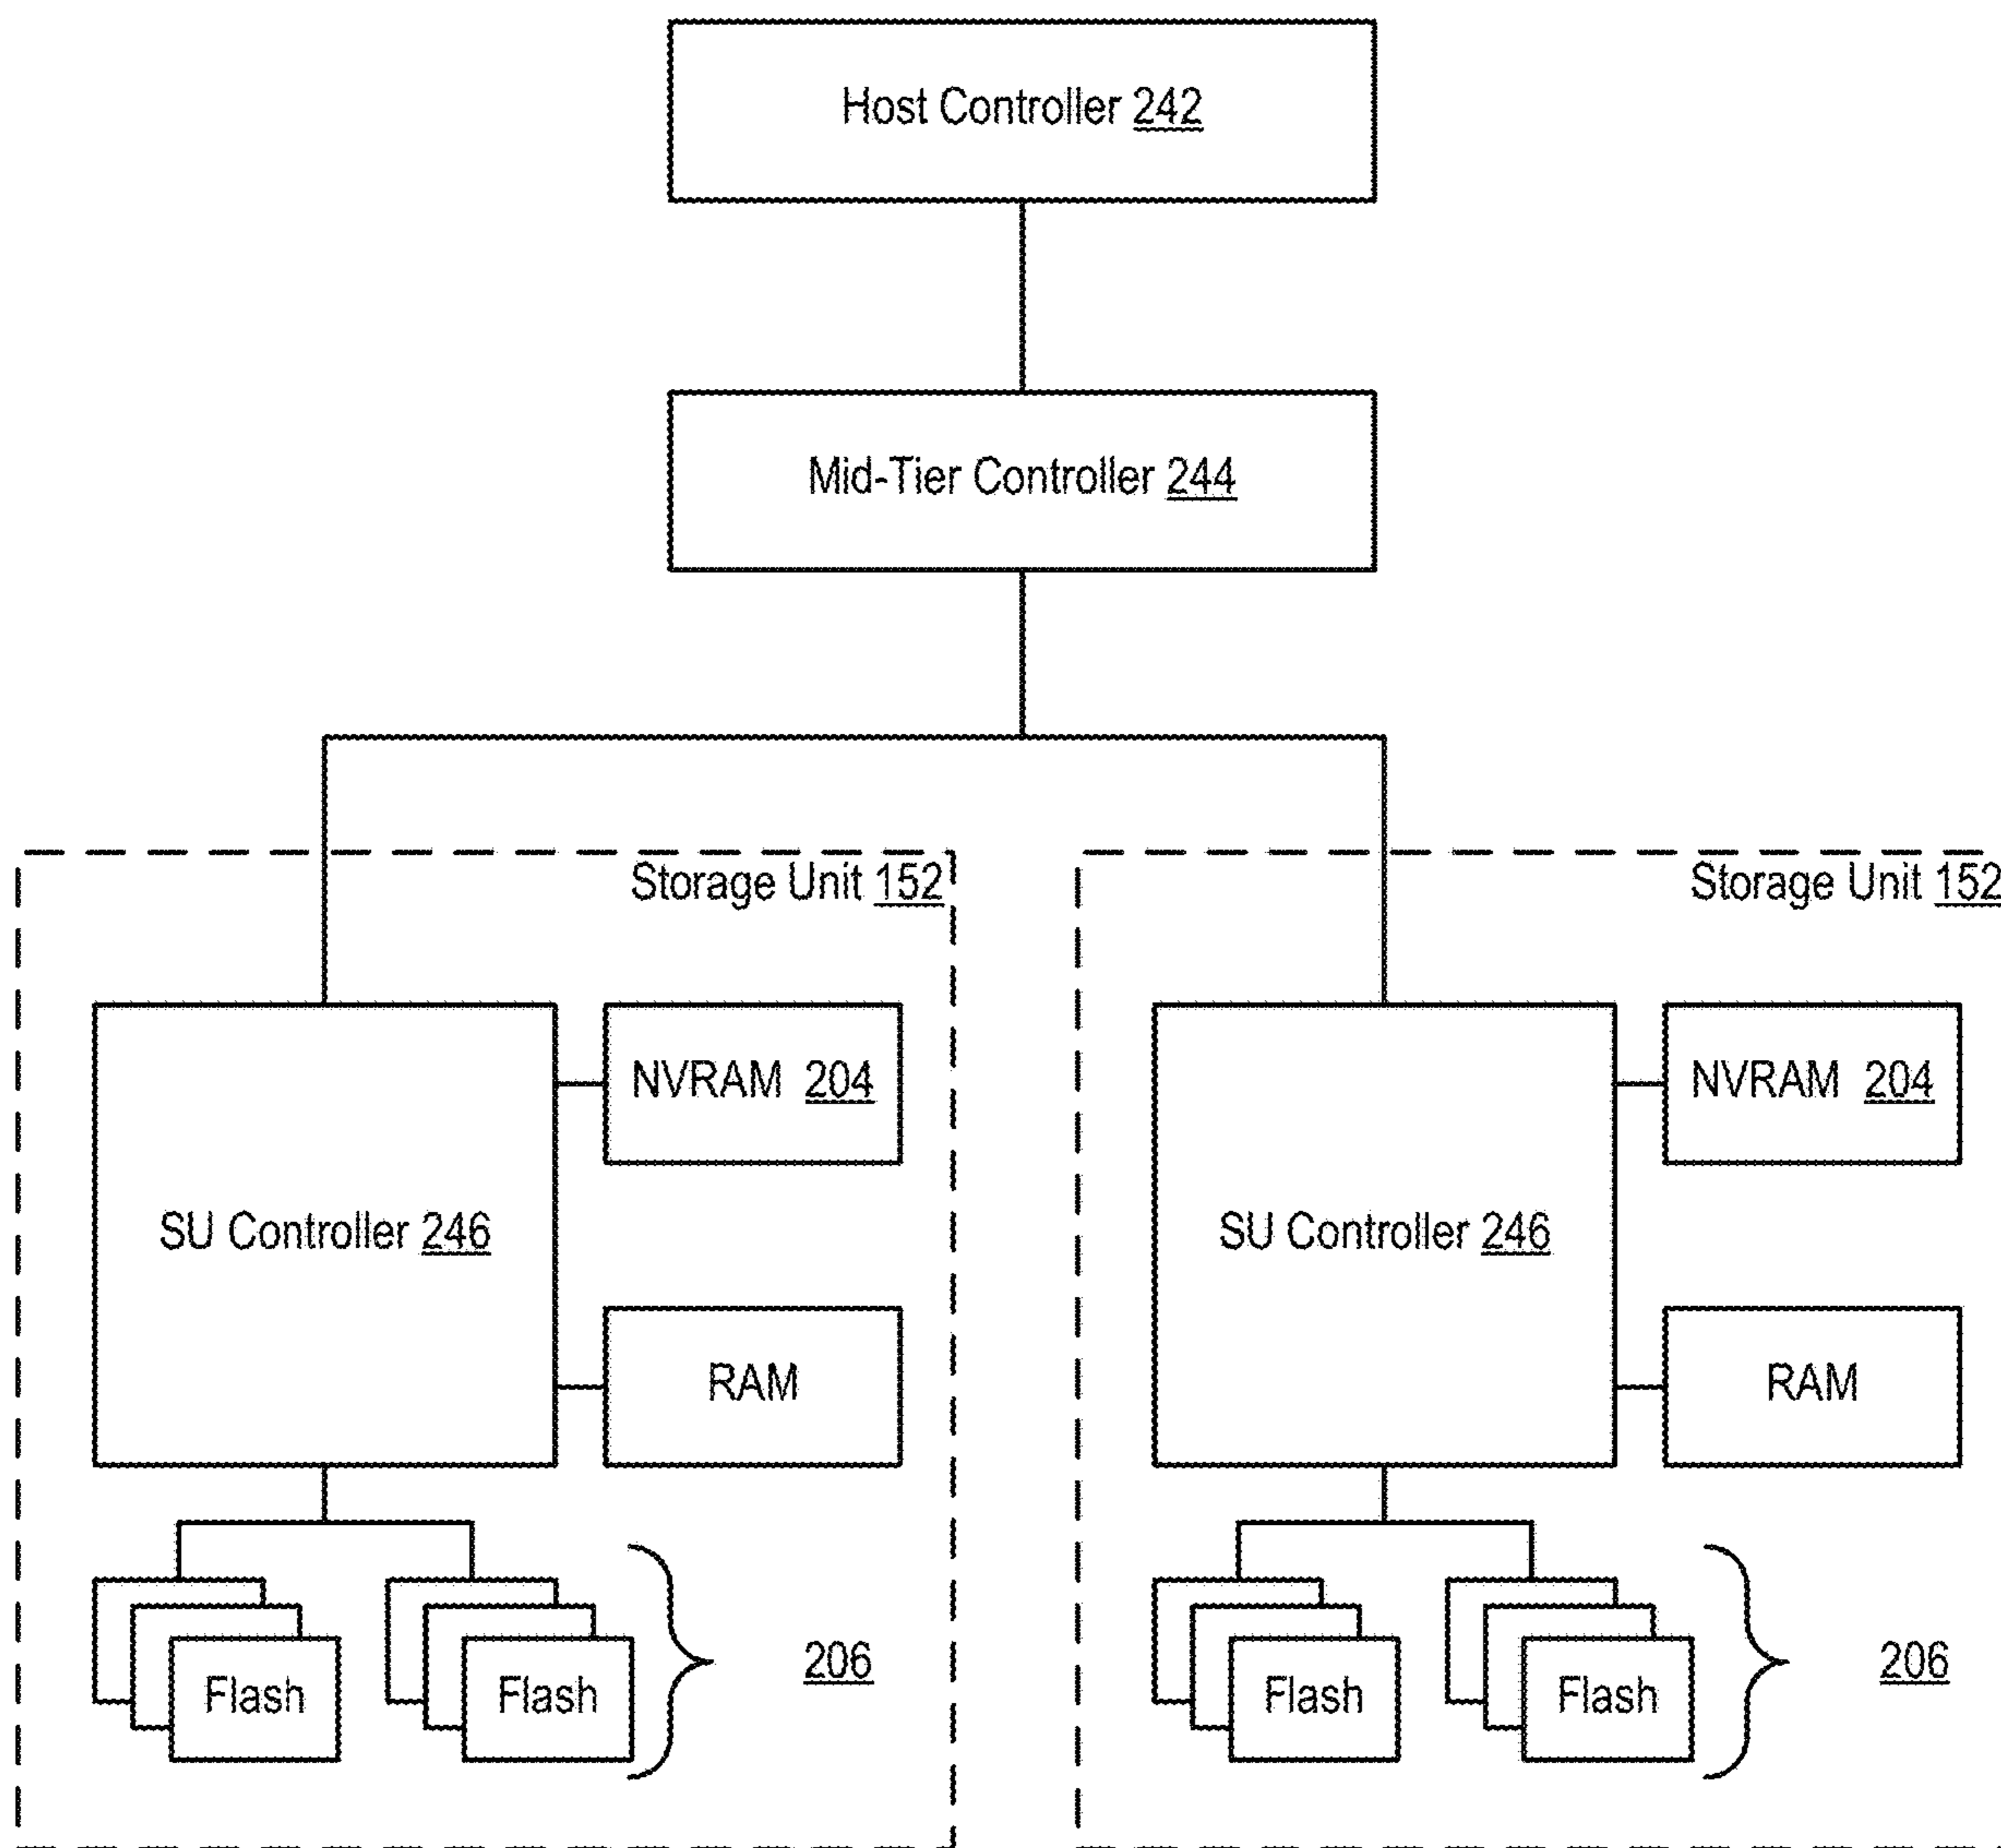 Host Controller 242
Mid-Tier Controller 244
Storage Unit 152
SU Controller 246
NVRAM 204
RAM
Flash
Flash
206
Storage Unit 152
SU Controller 246
NVRAM 204
RAM
Flash
Flash
206